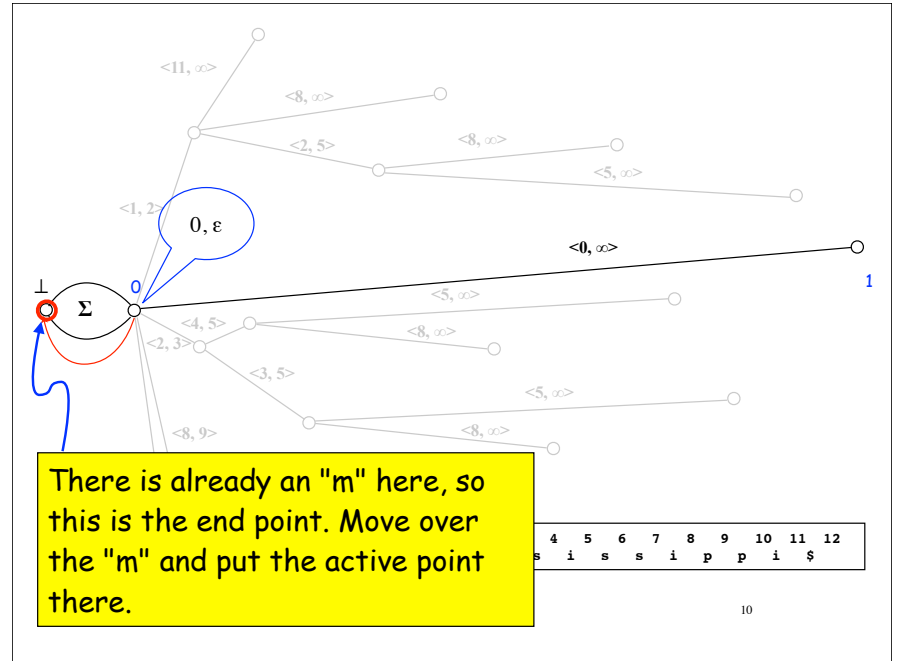 <11, ∞>
<8, ∞>
<2, 5>
<8, ∞>
<5, ∞>
<1, 2>
0, ε
<0, ∞>
⊥
0
1
Σ
<5, ∞>
<4, 5>
<8, ∞>
<2, 3>
<3, 5>
<5, ∞>
<8, 9>
<8, ∞>
There is already an "m" here, so
this is the end point. Move over
the "m" and put the active point
there.
4 5 6 7 8 9 10 11 12
s i s s i p p i $
10